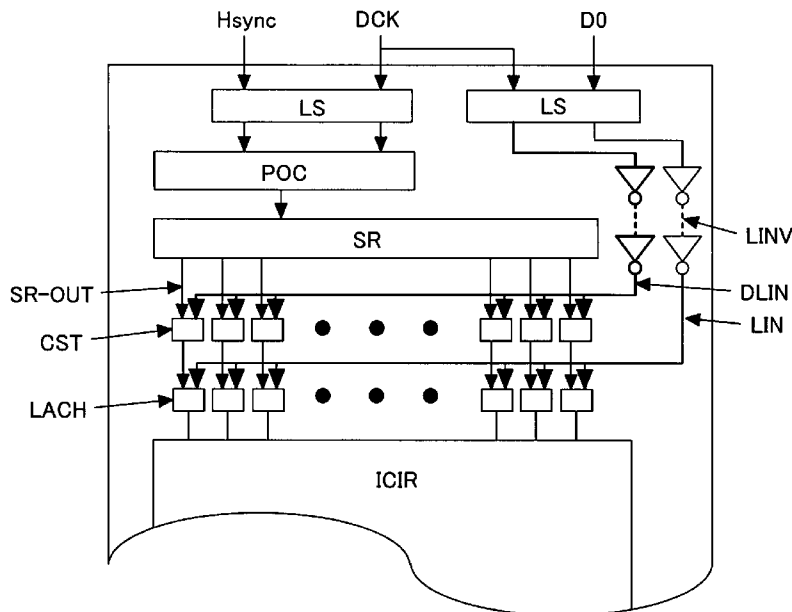 Hsync DCK D0
LS LS
POC
SR
LINV
SR-OUT
DLIN
CST
LIN
LACH
ICIR